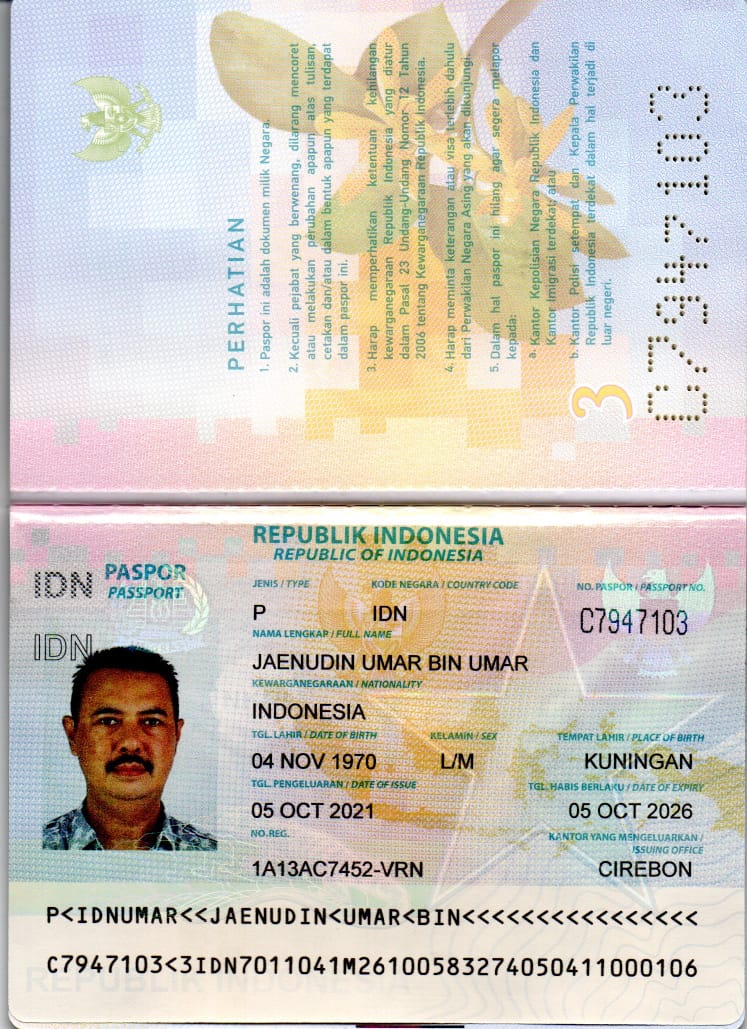 PERHATIAN
1. Paspor ini adalah dokumen milik Negara.
2. Kecuali pejabat yang berwenang, dilarang mencoret
atau melakukan perubahan apapun atas tulisan,
cetakan dan/atau dalam bentuk apapun yang terdapat
dalam paspor ini.
3. Harap memperhatikan ketentuan kehilangan
kewarganegaraan Republik Indonesia yang diatur
dalam Pasal 23 Undang-Undang Nomor 12 Tahun
2006 tentang Kewarganegaraan Republik Indonesia.
4. Harap meminta keterangan atau visa terlebih dahulu
dari Perwakilan Negara Asing yang akan dikunjungi.
5. Dalam hal paspor ini hilang agar segera melapor
kepada:
a. Kantor Kepolisian Negara Republik Indonesia dan
Kantor Imigrasi terdekat; atau
b. Kantor Polisi setempat dan Kepala Perwakilan
Republik Indonesia terdekat dalam hal terjadi di
luar negeri.
3
C7947103
REPUBLIK INDONESIA
REPUBLIC OF INDONESIA
IDN PASPOR
PASSPORT
IDN
JENIS / TYPE KODE NEGARA / COUNTRY CODE NO. PASPOR / PASSPORT NO.
P IDN C7947103
NAMA LENGKAP / FULL NAME
JAENUDIN UMAR BIN UMAR
KEWARGANEGARAAN / NATIONALITY
INDONESIA
TGL. LAHIR / DATE OF BIRTH KELAMIN / SEX TEMPAT LAHIR / PLACE OF BIRTH
04 NOV 1970 L/M KUNINGAN
TGL. PENGELUARAN / DATE OF ISSUE TGL. HABIS BERLAKU / DATE OF EXPIRY
05 OCT 2021 05 OCT 2026
NO. REG. KANTOR YANG MENGELUARKAN /
ISSUING OFFICE
1A13AC7452-VRN CIREBON
P<IDNUMAR<<JAENUDIN<UMAR<BIN<<<<<<<<<<<<<<<<
C7947103<3IDN7011041M26100583274050411000106
REPUBLIK INDONESIA